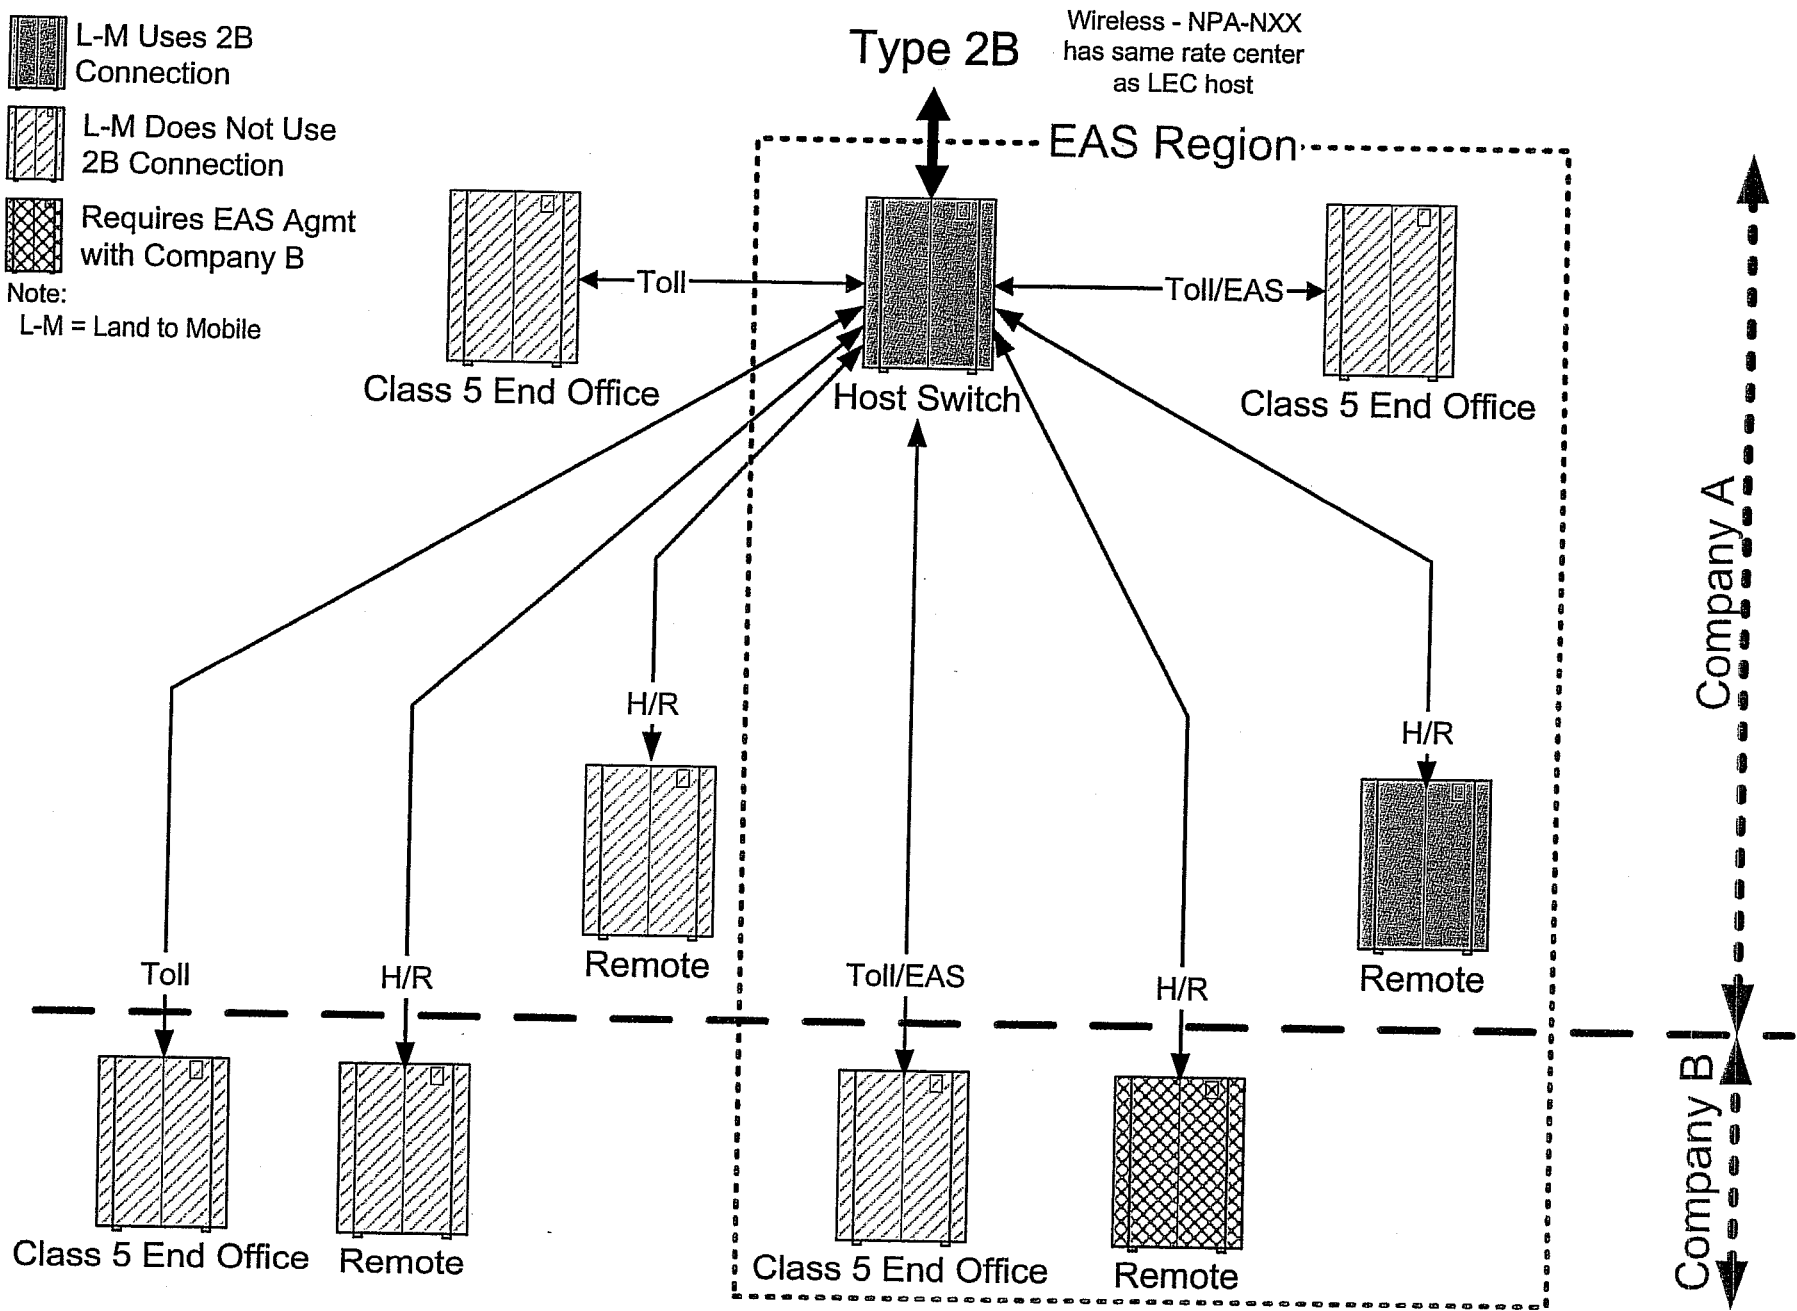 L-M Uses 2B
Connection
L-M Does Not Use
2B Connection
Requires EAS Agmt
with Company B
Note:
L-M = Land to Mobile
Type 2B
Wireless - NPA-NXX
has same rate center
as LEC host
EAS Region
Toll
Toll/EAS
Class 5 End Office
Host Switch
Class 5 End Office
Company A
H/R
H/R
Remote
Remote
Toll
H/R
Toll/EAS
H/R
Company B
Class 5 End Office
Remote
Class 5 End Office
Remote